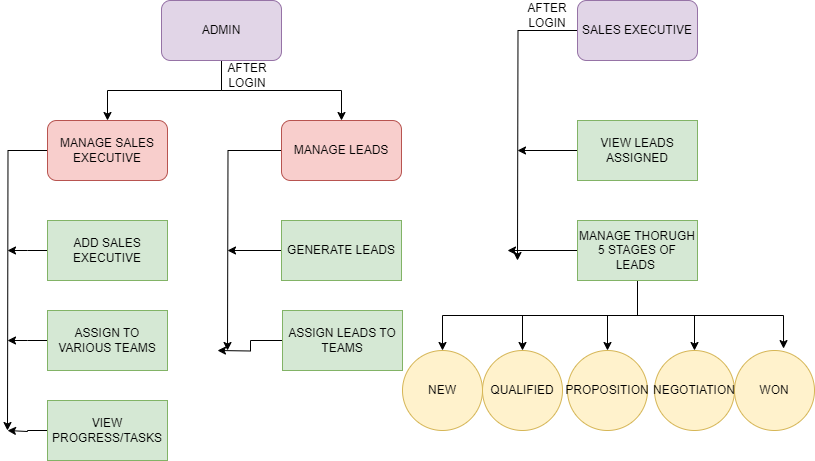 ADMIN
AFTER
LOGIN
MANAGE SALES
EXECUTIVE
MANAGE LEADS
ADD SALES
EXECUTIVE
GENERATE LEADS
ASSIGN TO
VARIOUS TEAMS
ASSIGN LEADS TO
TEAMS
VIEW
PROGRESS/TASKS
AFTER
LOGIN
SALES EXECUTIVE
VIEW LEADS
ASSIGNED
MANAGE THORUGH
5 STAGES OF
LEADS
NEW
QUALIFIED
PROPOSITION
NEGOTIATION
WON